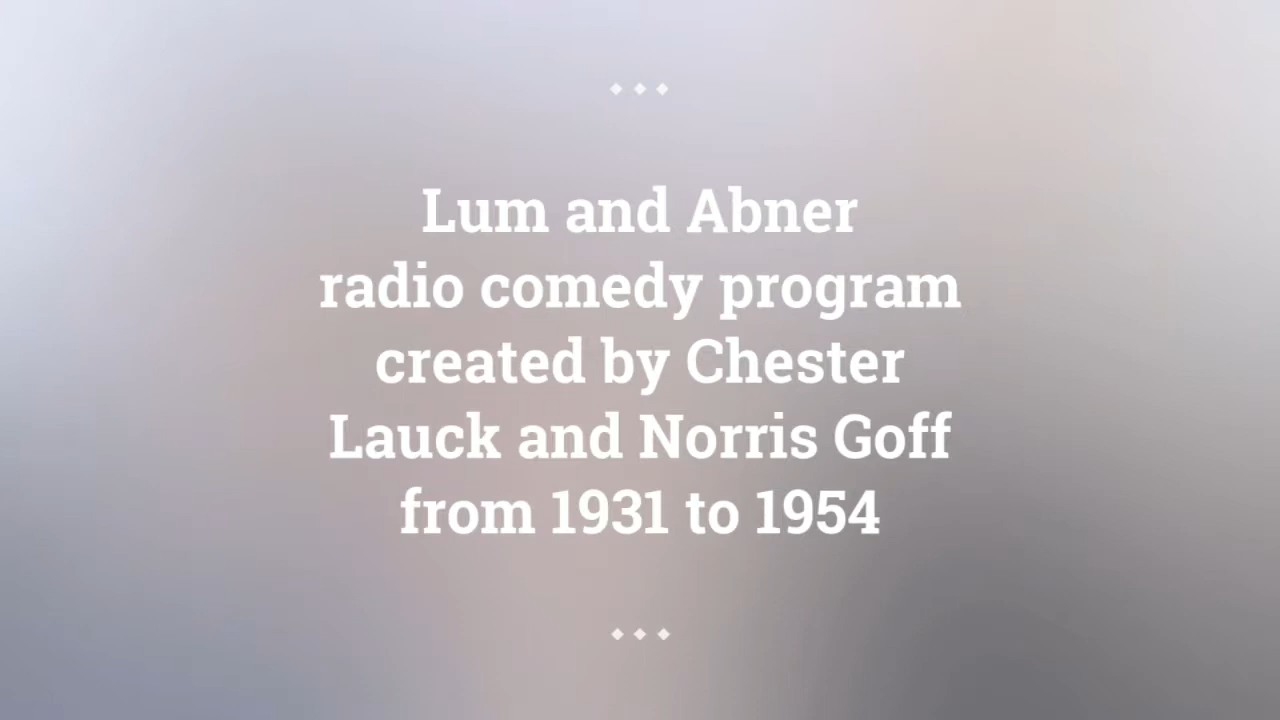 Lum and Abner
radio comedy program
created by Chester
Lauck and Norris Goff
from 1931 to 1954